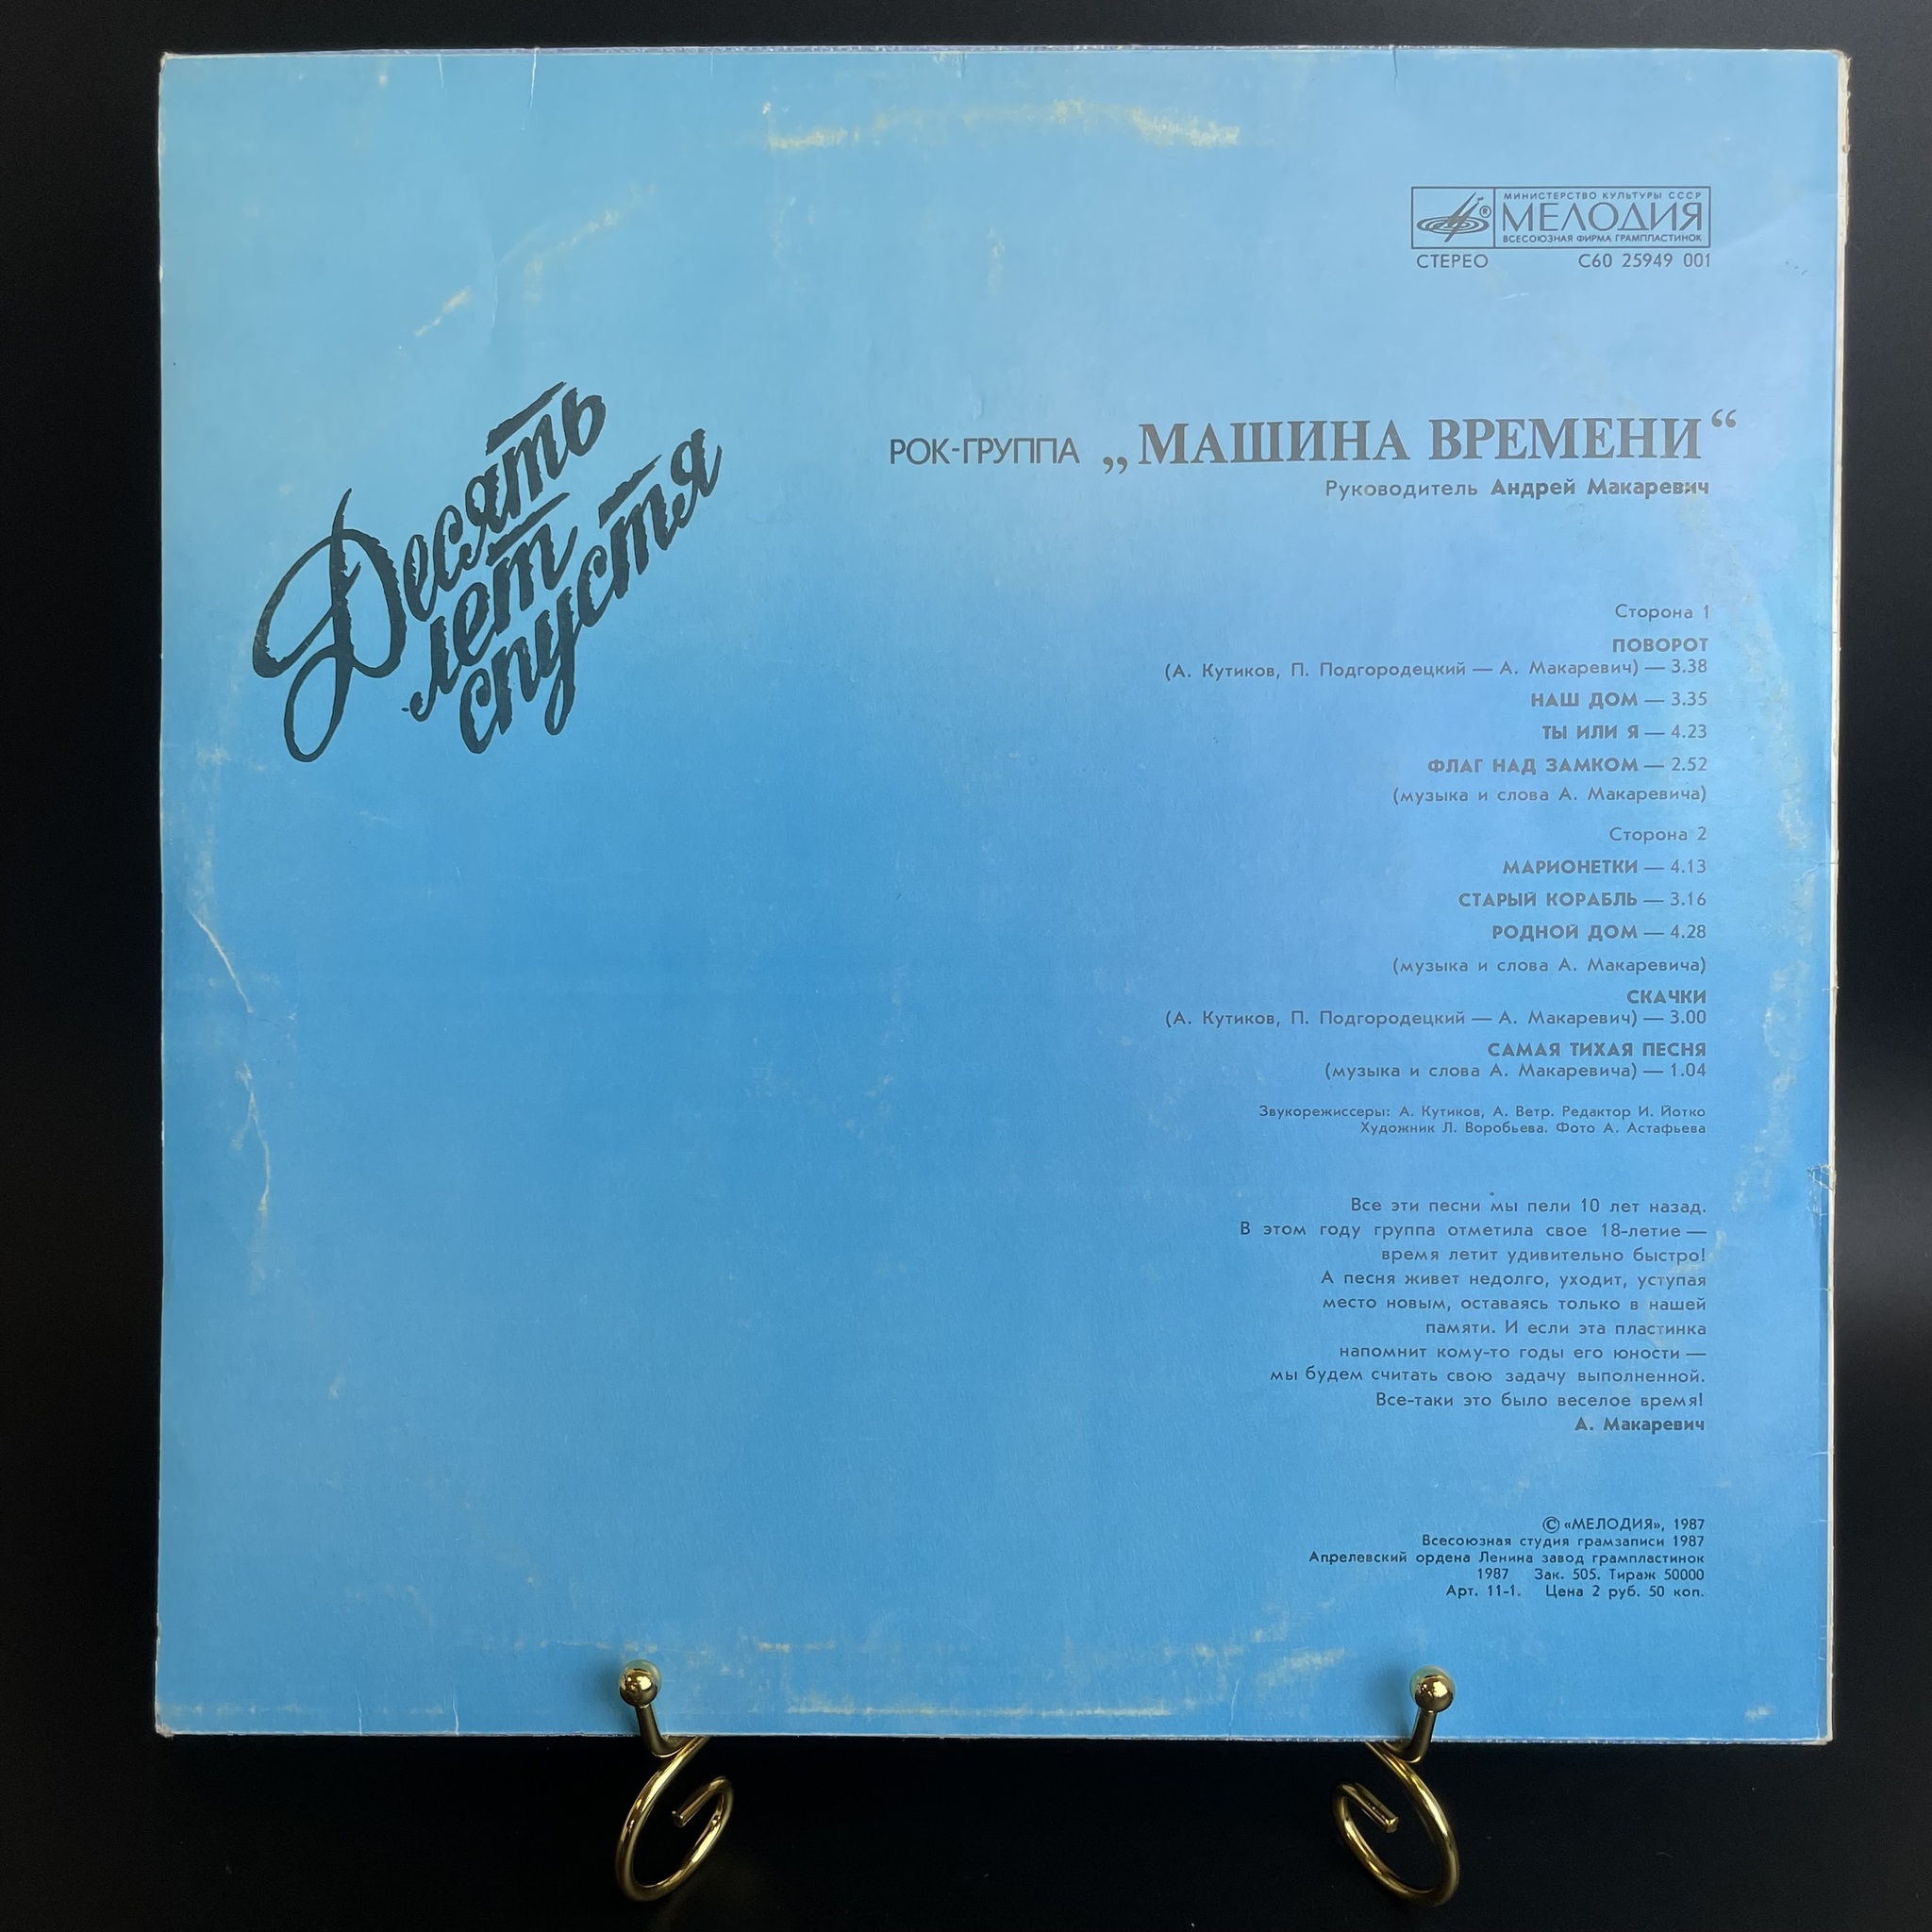 МИНИСТЕРСТВО КУЛЬТУРЫ СССР
МЕЛОДИЯ
®
ВСЕСОЮЗНАЯ ФИРМА ГРАМПЛАСТИНОК
СТЕРЕО С60 25949 001
Десять
лет
спустя
РОК-ГРУППА „МАШИНА ВРЕМЕНИ“
Руководитель Андрей Макаревич
Сторона 1
ПОВОРОТ
(А. Кутиков, П. Подгородецкий — А. Макаревич) — 3.38
НАШ ДОМ — 3.35
ТЫ ИЛИ Я — 4.23
ФЛАГ НАД ЗАМКОМ — 2.52
(музыка и слова А. Макаревича)
Сторона 2
МАРИОНЕТКИ — 4.13
СТАРЫЙ КОРАБЛЬ — 3.16
РОДНОЙ ДОМ — 4.28
(музыка и слова А. Макаревича)
СКАЧКИ
(А. Кутиков, П. Подгородецкий — А. Макаревич) — 3.00
САМАЯ ТИХАЯ ПЕСНЯ
(музыка и слова А. Макаревича) — 1.04
Звукорежиссеры: А. Кутиков, А. Ветр. Редактор И. Йотко
Художник Л. Воробьева. Фото А. Астафьева
Все эти песни мы пели 10 лет назад.
В этом году группа отметила свое 18-летие —
время летит удивительно быстро!
А песня живет недолго, уходит, уступая
место новым, оставаясь только в нашей
памяти. И если эта пластинка
напомнит кому-то годы его юности —
мы будем считать свою задачу выполненной.
Все-таки это было веселое время!
А. Макаревич
© «МЕЛОДИЯ», 1987
Всесоюзная студия грамзаписи 1987
Апрелевский ордена Ленина завод грампластинок
1987 Зак. 505. Тираж 50000
Арт. 11-1. Цена 2 руб. 50 коп.